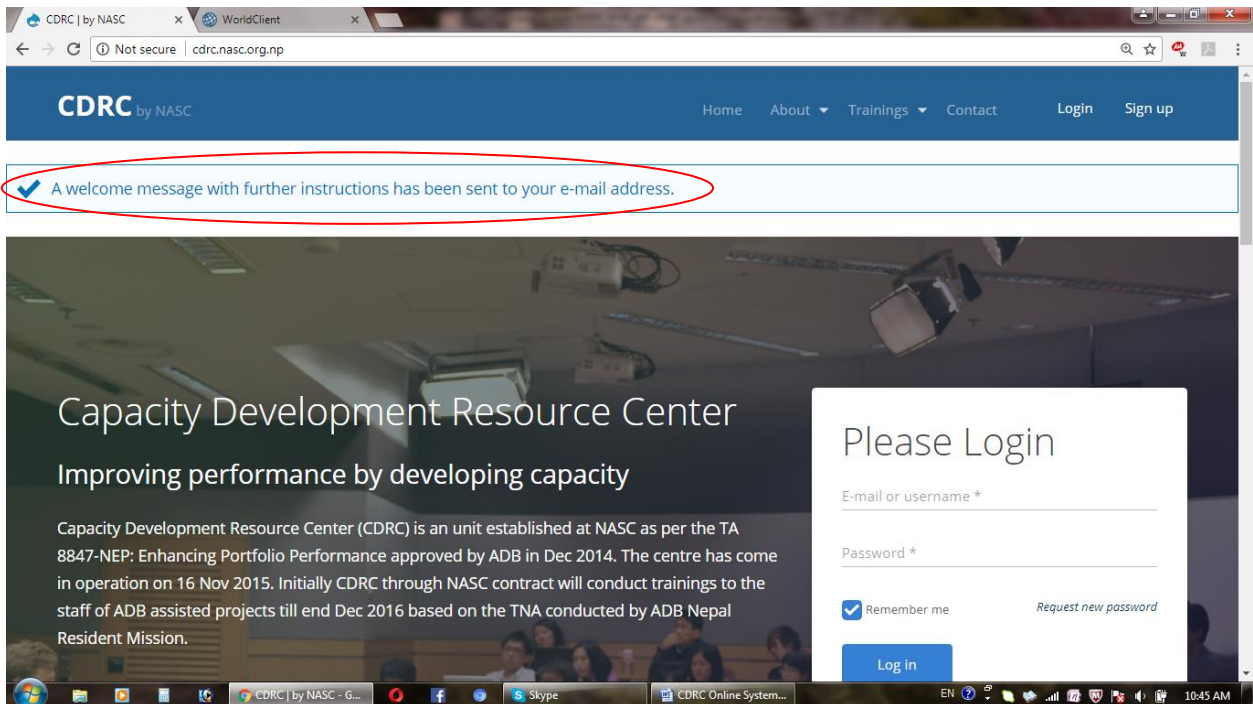 CDRC | by NASC
WorldClient
Not secure | cdrc.nasc.org.np
CDRC by NASC
Home About Trainings Contact Login Sign up
A welcome message with further instructions has been sent to your e-mail address.
Capacity Development Resource Center
Improving performance by developing capacity
Capacity Development Resource Center (CDRC) is an unit established at NASC as per the TA
8847-NEP: Enhancing Portfolio Performance approved by ADB in Dec 2014. The centre has come
in operation on 16 Nov 2015. Initially CDRC through NASC contract will conduct trainings to the
staff of ADB assisted projects till end Dec 2016 based on the TNA conducted by ADB Nepal
Resident Mission.
Please Login
E-mail or username *
Password *
Remember me Request new password
Log in
CDRC | by NASC - G... Skype CDRC Online System... EN 10:45 AM